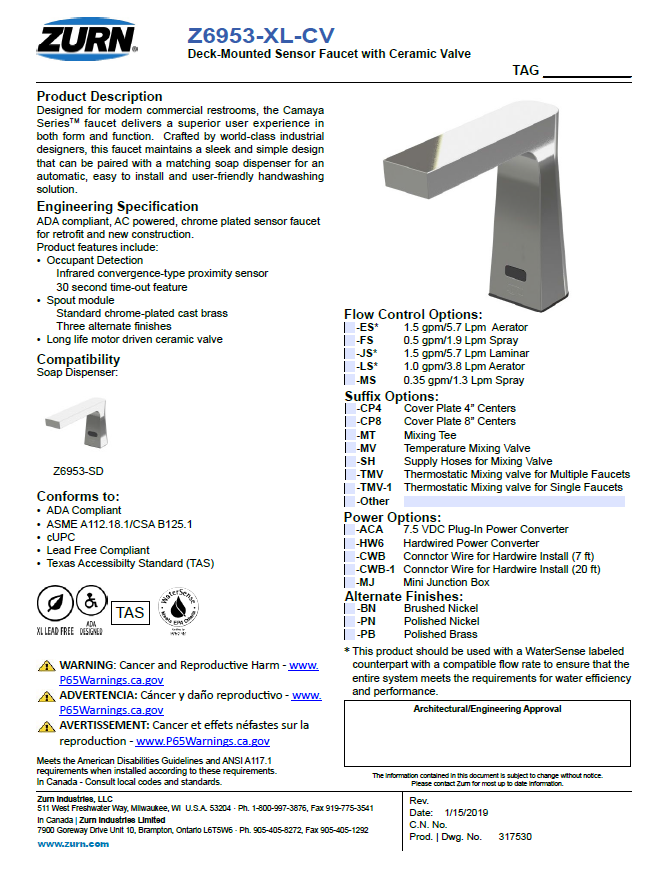 ZURN®
Z6953-XL-CV
Deck-Mounted Sensor Faucet with Ceramic Valve
TAG
Product Description
Designed for modern commercial restrooms, the Camaya
Series™ faucet delivers a superior user experience in
both form and function. Crafted by world-class industrial
designers, this faucet maintains a sleek and simple design
that can be paired with a matching soap dispenser for an
automatic, easy to install and user-friendly handwashing
solution.
Engineering Specification
ADA compliant, AC powered, chrome plated sensor faucet
for retrofit and new construction.
Product features include:
• Occupant Detection
Infrared convergence-type proximity sensor
30 second time-out feature
• Spout module
Standard chrome-plated cast brass
Three alternate finishes
• Long life motor driven ceramic valve
Compatibility
Soap Dispenser:
Z6953-SD
Conforms to:
• ADA Compliant
• ASME A112.18.1/CSA B125.1
• cUPC
• Lead Free Compliant
• Texas Accessibilty Standard (TAS)
XL LEAD FREE
ADA
DESIGNED
TAS
WaterSense
Meets EPA Criteria
WARNING: Cancer and Reproductive Harm - www.
P65Warnings.ca.gov
ADVERTENCIA: Cáncer y daño reproductivo - www.
P65Warnings.ca.gov
AVERTISSEMENT: Cancer et effets néfastes sur la
reproduction - www.P65Warnings.ca.gov
Meets the American Disabilities Guidelines and ANSI A117.1
requirements when installed according to these requirements.
In Canada - Consult local codes and standards.
Flow Control Options:
-ES* 1.5 gpm/5.7 Lpm Aerator
-FS 0.5 gpm/1.9 Lpm Spray
-JS* 1.5 gpm/5.7 Lpm Laminar
-LS* 1.0 gpm/3.8 Lpm Aerator
-MS 0.35 gpm/1.3 Lpm Spray
Suffix Options:
-CP4 Cover Plate 4” Centers
-CP8 Cover Plate 8” Centers
-MT Mixing Tee
-MV Temperature Mixing Valve
-SH Supply Hoses for Mixing Valve
-TMV Thermostatic Mixing valve for Multiple Faucets
-TMV-1 Thermostatic Mixing valve for Single Faucets
-Other
Power Options:
-ACA 7.5 VDC Plug-In Power Converter
-HW6 Hardwired Power Converter
-CWB Connctor Wire for Hardwire Install (7 ft)
-CWB-1 Connctor Wire for Hardwire Install (20 ft)
-MJ Mini Junction Box
Alternate Finishes:
-BN Brushed Nickel
-PN Polished Nickel
-PB Polished Brass
* This product should be used with a WaterSense labeled
counterpart with a compatible flow rate to ensure that the
entire system meets the requirements for water efficiency
and performance.
Architectural/Engineering Approval
The information contained in this document is subject to change without notice.
Please contact Zurn for most up to date information.
Zurn Industries, LLC
511 West Freshwater Way, Milwaukee, WI U.S.A. 53204 · Ph. 1-800-997-3876, Fax 919-775-3541
In Canada | Zurn Industries Limited
7900 Goreway Drive Unit 10, Brampton, Ontario L6T5W6 · Ph. 905-405-8272, Fax 905-405-1292
www.zurn.com
Rev.
Date: 1/15/2019
C.N. No.
Prod. | Dwg. No. 317530